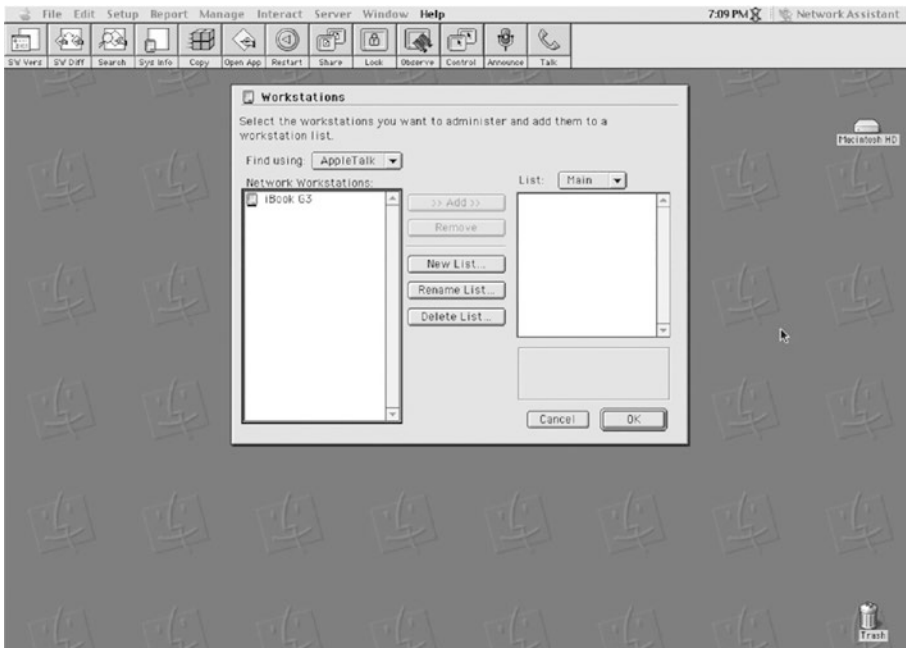 File Edit Setup Report Manage Interact Server Window Help 7:09 PM Network Assistant
SW Vers SW Diff Search Sys Info Copy Open App Restart Share Lock Observe Control Announce Talk
Workstations
Select the workstations you want to administer and add them to a
workstation list.
Find using: AppleTalk
Network Workstations:
iBook G3
List: Main
>> Add >>
Remove
New List...
Rename List...
Delete List...
Cancel OK
Macintosh HD
Trash